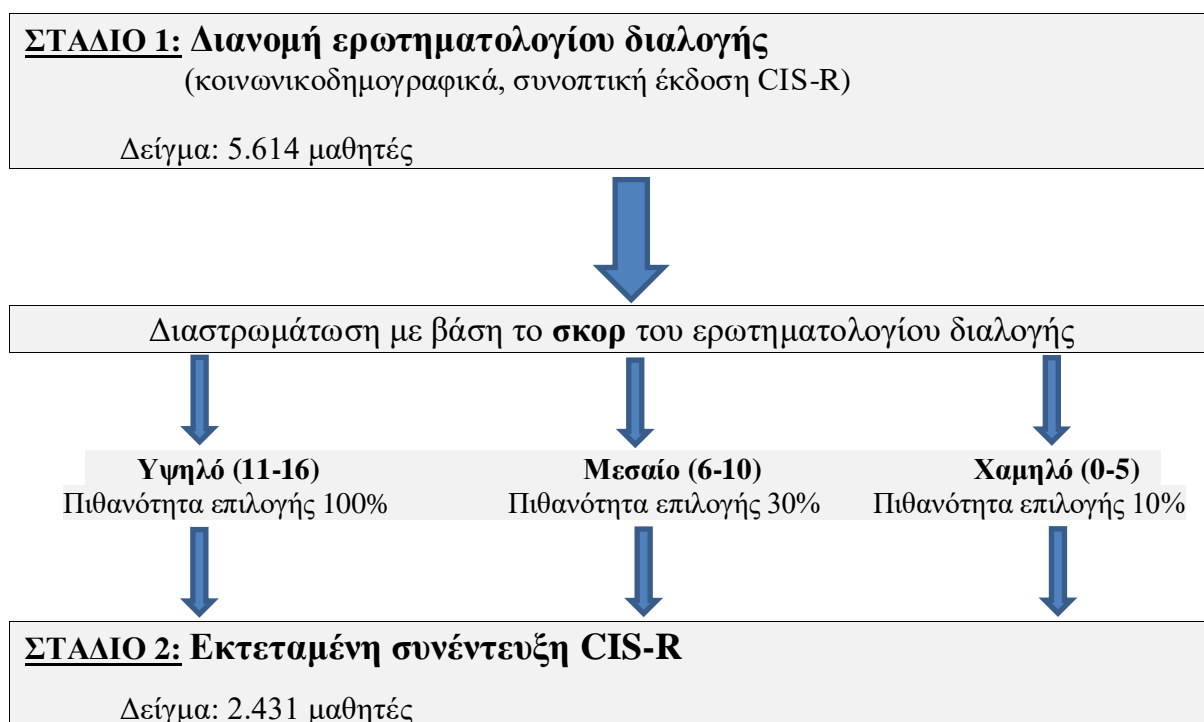 ΣΤΑΔΙΟ 1: Διανομή ερωτηματολογίου διαλογής
(κοινωνικοδημογραφικά, συνοπτική έκδοση CIS-R)
Δείγμα: 5.614 μαθητές
Διαστρωμάτωση με βάση το σκορ του ερωτηματολογίου διαλογής
Υψηλό (11-16)
Πιθανότητα επιλογής 100%
Μεσαίο (6-10)
Πιθανότητα επιλογής 30%
Χαμηλό (0-5)
Πιθανότητα επιλογής 10%
ΣΤΑΔΙΟ 2: Εκτεταμένη συνέντευξη CIS-R
Δείγμα: 2.431 μαθητές